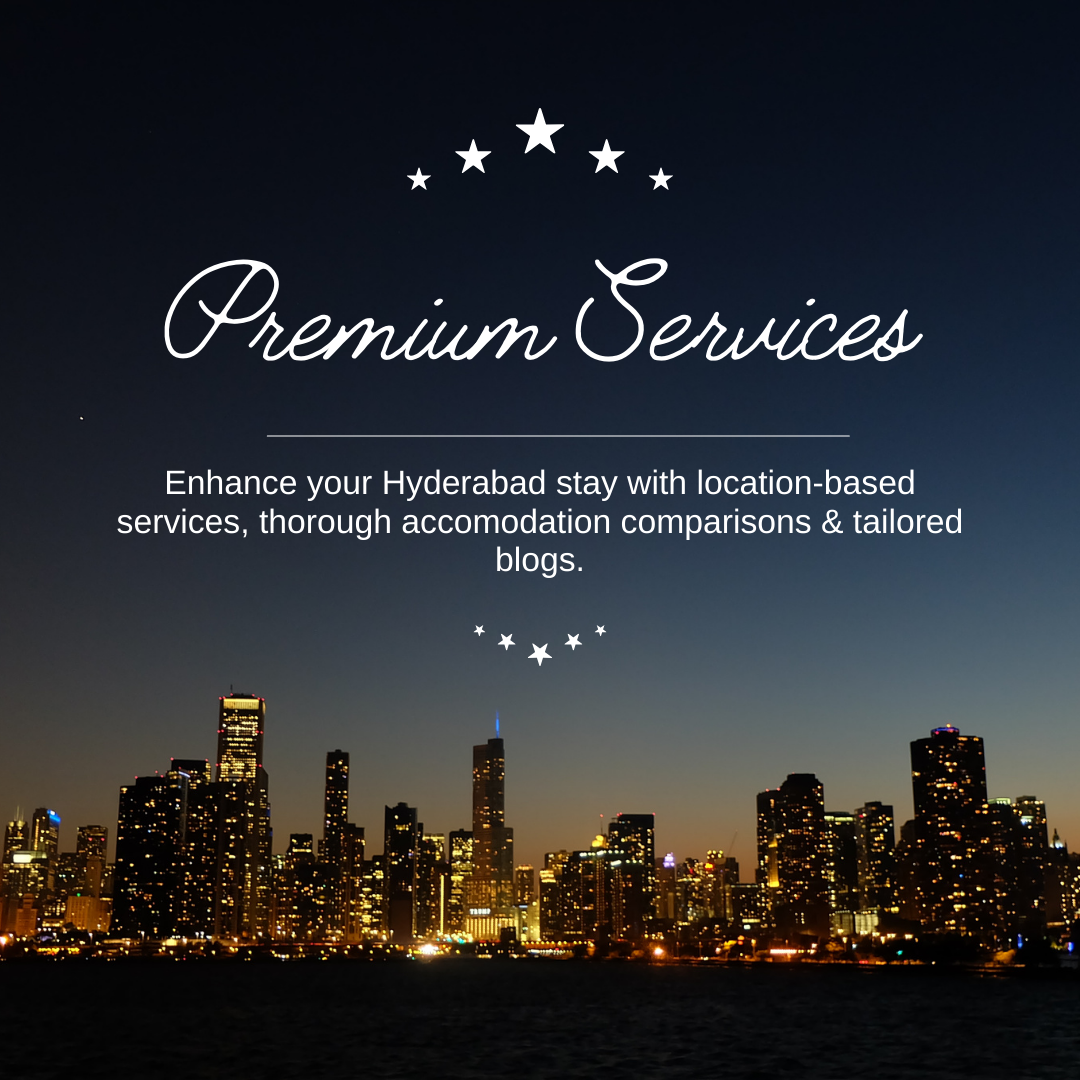 Premium Services
Enhance your Hyderabad stay with location-based
services, thorough accomodation comparisons & tailored
blogs.